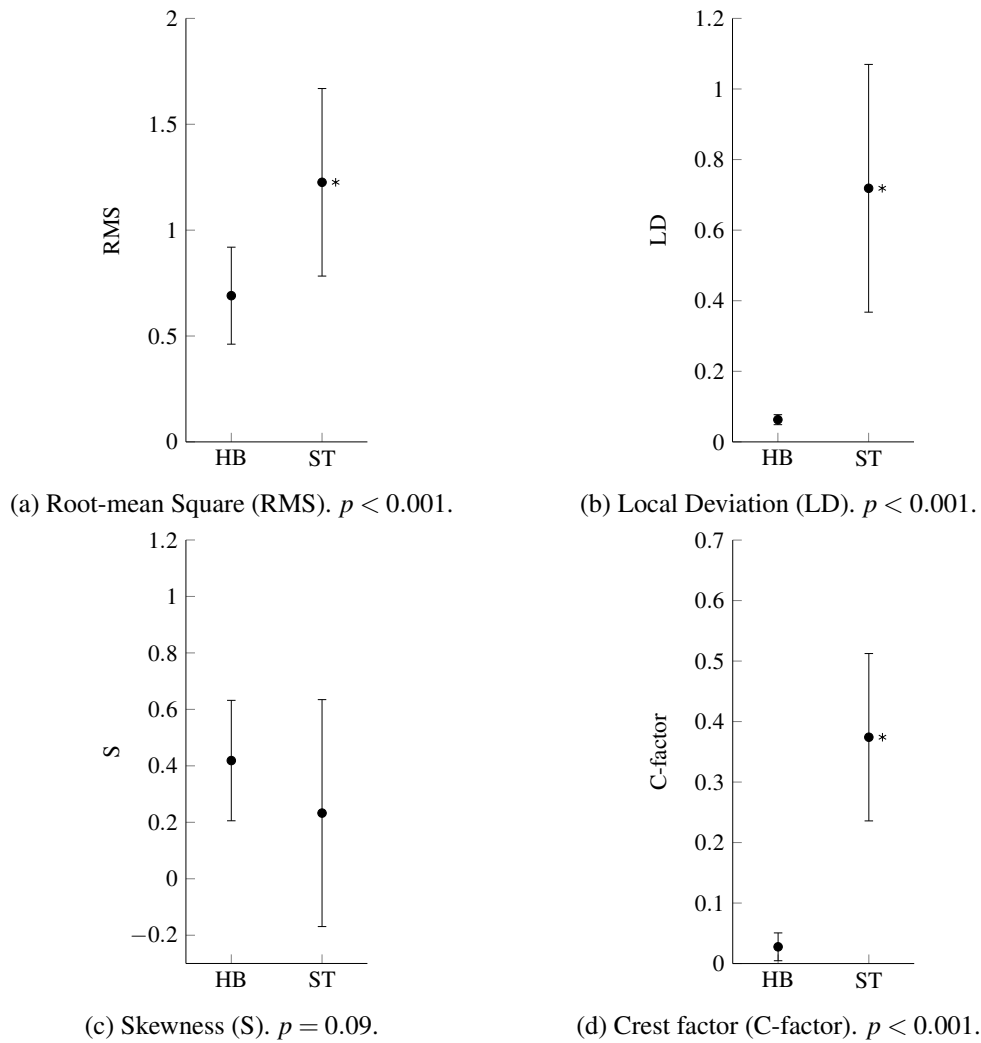 2
1.5
1
0.5
0
RMS
HB ST
*
(a) Root-mean Square (RMS). p < 0.001.
1.2
1
0.8
0.6
0.4
0.2
0
LD
HB ST
*
(b) Local Deviation (LD). p < 0.001.
1.2
1
0.8
0.6
0.4
0.2
0
−0.2
S
HB ST
(c) Skewness (S). p = 0.09.
0.7
0.6
0.5
0.4
0.3
0.2
0.1
0
C-factor
HB ST
*
(d) Crest factor (C-factor). p < 0.001.